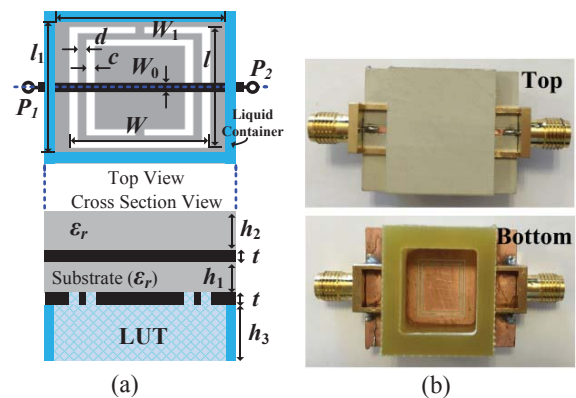 W₁
l₁
d
c
W₀
l
P₁
P₂
W
Liquid
Container
Top View
Cross Section View
εᵣ
h₂
t
Substrate (εᵣ)
h₁
t
LUT
h₃
(a)
Top
Bottom
(b)